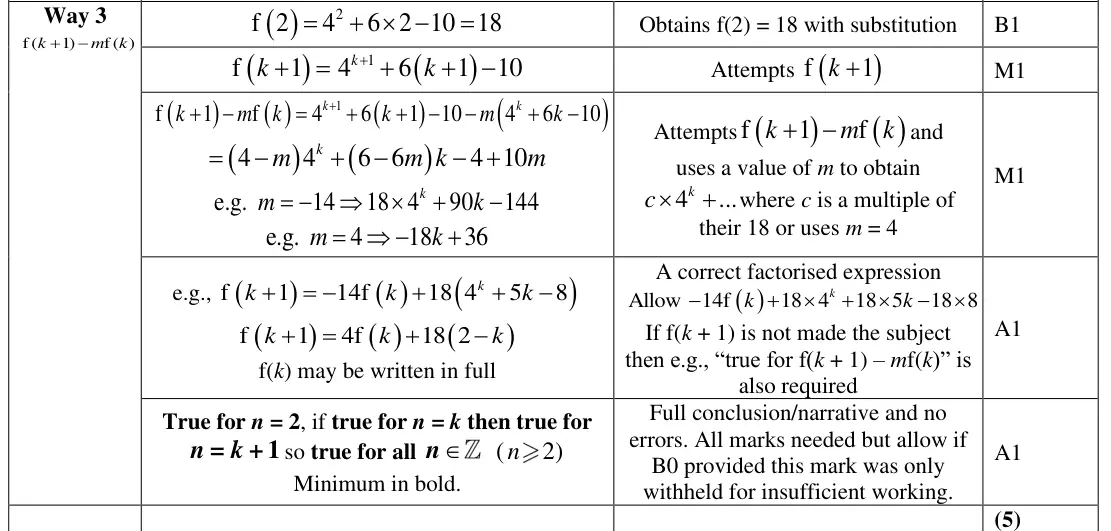 Way 3
f(k+1)−mf(k)
f(2) = 4² + 6×2−10 = 18
Obtains f(2) = 18 with substitution
B1
f(k+1) = 4^{k+1} + 6(k+1)−10
Attempts f(k+1)
M1
f(k+1)−mf(k) = 4^{k+1} + 6(k+1)−10−m(4^k + 6k−10)
= (4−m)4^k + (6−6m)k − 4 + 10m
e.g. m = −14 ⇒ 18×4^k + 90k −144
e.g. m = 4 ⇒ −18k + 36
Attempts f(k+1)−mf(k) and
uses a value of m to obtain
c×4^k + ... where c is a multiple of
their 18 or uses m = 4
M1
e.g., f(k+1) = −14f(k) + 18(4^k + 5k −8)
f(k+1) = 4f(k) + 18(2−k)
f(k) may be written in full
A correct factorised expression
Allow −14f(k)+18×4^k +18×5k −18×8
If f(k + 1) is not made the subject
then e.g., “true for f(k + 1) – mf(k)” is
also required
A1
True for n = 2, if true for n = k then true for
n = k + 1 so true for all n ∈ ℤ (n ⩾ 2)
Minimum in bold.
Full conclusion/narrative and no
errors. All marks needed but allow if
B0 provided this mark was only
withheld for insufficient working.
A1
(5)